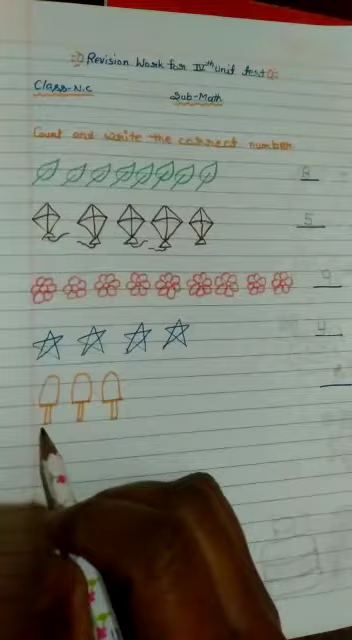 Revision Work for IVth Unit Test
Class-N.C
Sub-Math
Count and write the correct number.
8
5
9
4